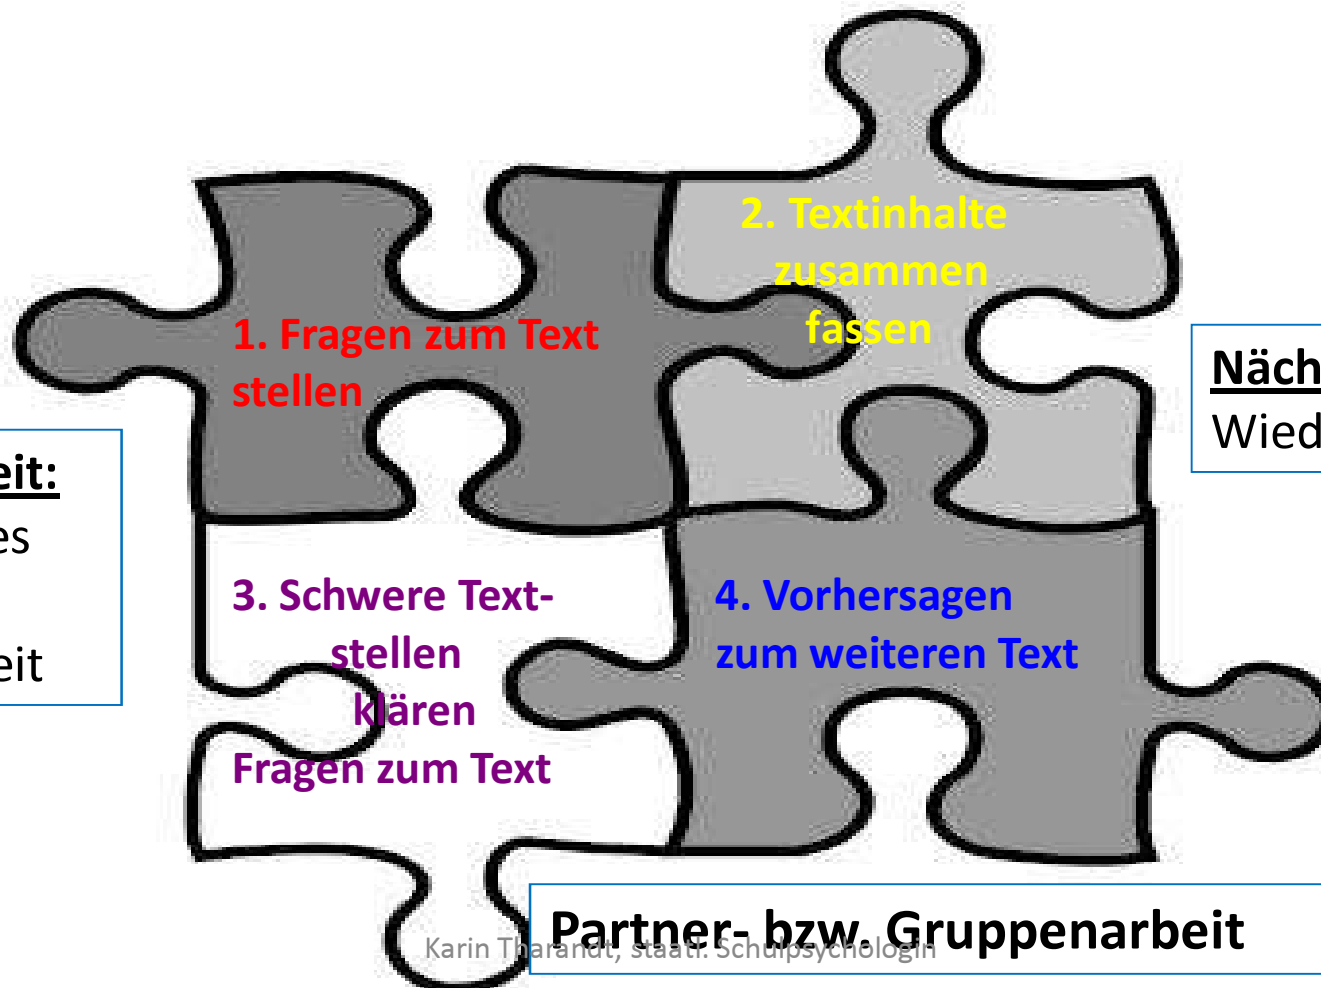 1. Fragen zum Text
stellen
2. Textinhalte
zusammen
fassen
3. Schwere Text-
stellen
klären
Fragen zum Text
4. Vorhersagen
zum weiteren Text
eit:
es
eit
Näch
Wied
Partner- bzw. Gruppenarbeit
Karin Tharandt, staatl. Schulpsychologin